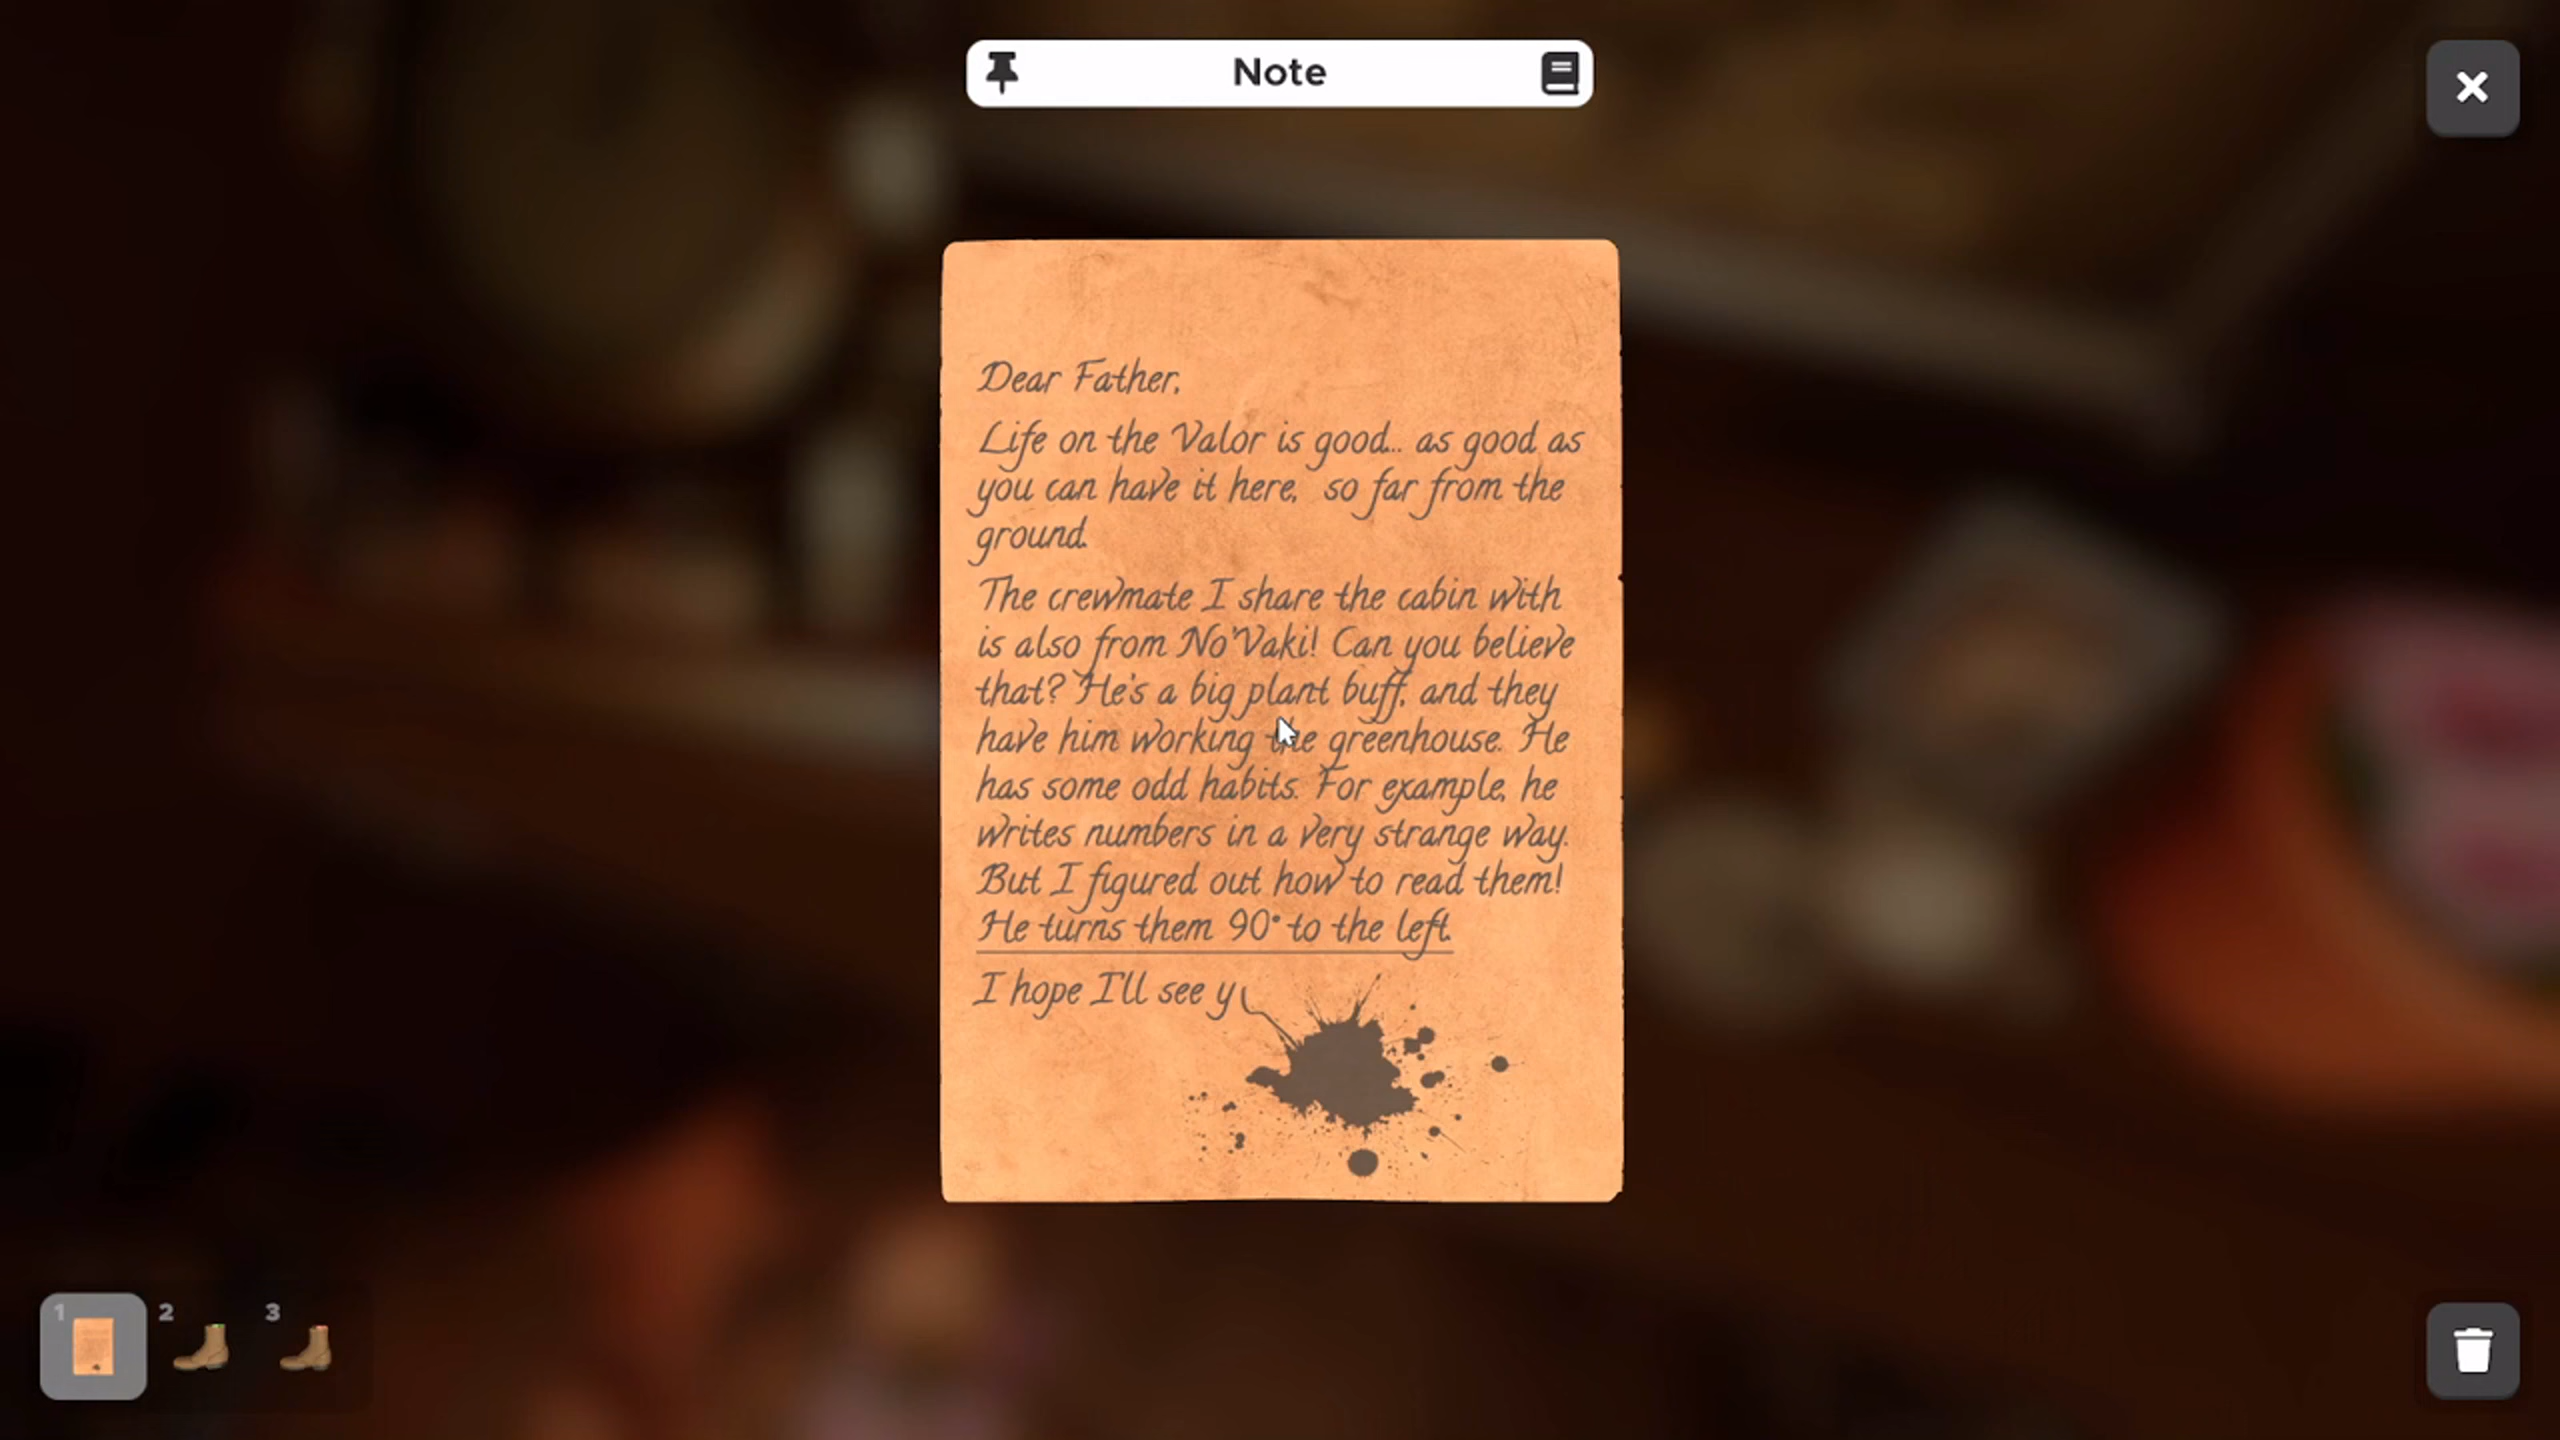 Note
Dear Father,
Life on the Valor is good... as good as
you can have it here, so far from the
ground.
The crewmate I share the cabin with
is also from No'Vaki! Can you believe
that? He's a big plant buff, and they
have him working the greenhouse. He
has some odd habits. For example, he
writes numbers in a very strange way.
But I figured out how to read them!
He turns them 90° to the left.
I hope I'll see y
1
2
3